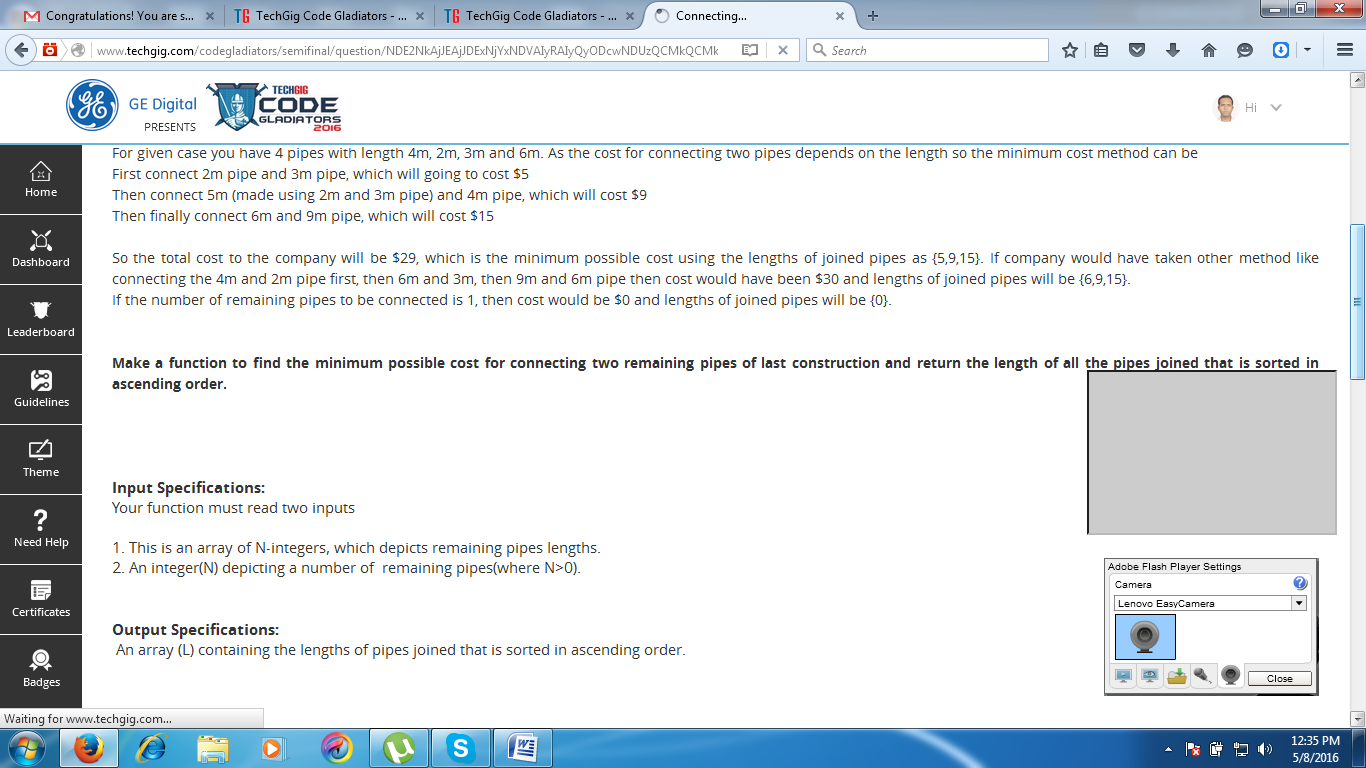 Congratulations! You are s...
TechGig Code Gladiators - ...
TechGig Code Gladiators - ...
Connecting...
www.techgig.com/codegladiators/semifinal/question/NDE2NkAjJEAjJDExNjYxNDVAIyRAIyQyODcwNDUzQCMkQCMk
Search
GE Digital
PRESENTS
TECHGIG
CODE
GLADIATORS
2016
Hi
Home
Dashboard
Leaderboard
Guidelines
Theme
Need Help
Certificates
Badges
For given case you have 4 pipes with length 4m, 2m, 3m and 6m. As the cost for connecting two pipes depends on the length so the minimum cost method can be
First connect 2m pipe and 3m pipe, which will going to cost $5
Then connect 5m (made using 2m and 3m pipe) and 4m pipe, which will cost $9
Then finally connect 6m and 9m pipe, which will cost $15
So the total cost to the company will be $29, which is the minimum possible cost using the lengths of joined pipes as {5,9,15}. If company would have taken other method like
connecting the 4m and 2m pipe first, then 6m and 3m, then 9m and 6m pipe then cost would have been $30 and lengths of joined pipes will be {6,9,15}.
If the number of remaining pipes to be connected is 1, then cost would be $0 and lengths of joined pipes will be {0}.
Make a function to find the minimum possible cost for connecting two remaining pipes of last construction and return the length of all the pipes joined that is sorted in
ascending order.
Input Specifications:
Your function must read two inputs
1. This is an array of N-integers, which depicts remaining pipes lengths.
2. An integer(N) depicting a number of remaining pipes(where N>0).
Output Specifications:
An array (L) containing the lengths of pipes joined that is sorted in ascending order.
Adobe Flash Player Settings
Camera
Lenovo EasyCamera
Close
Waiting for www.techgig.com...
12:35 PM
5/8/2016